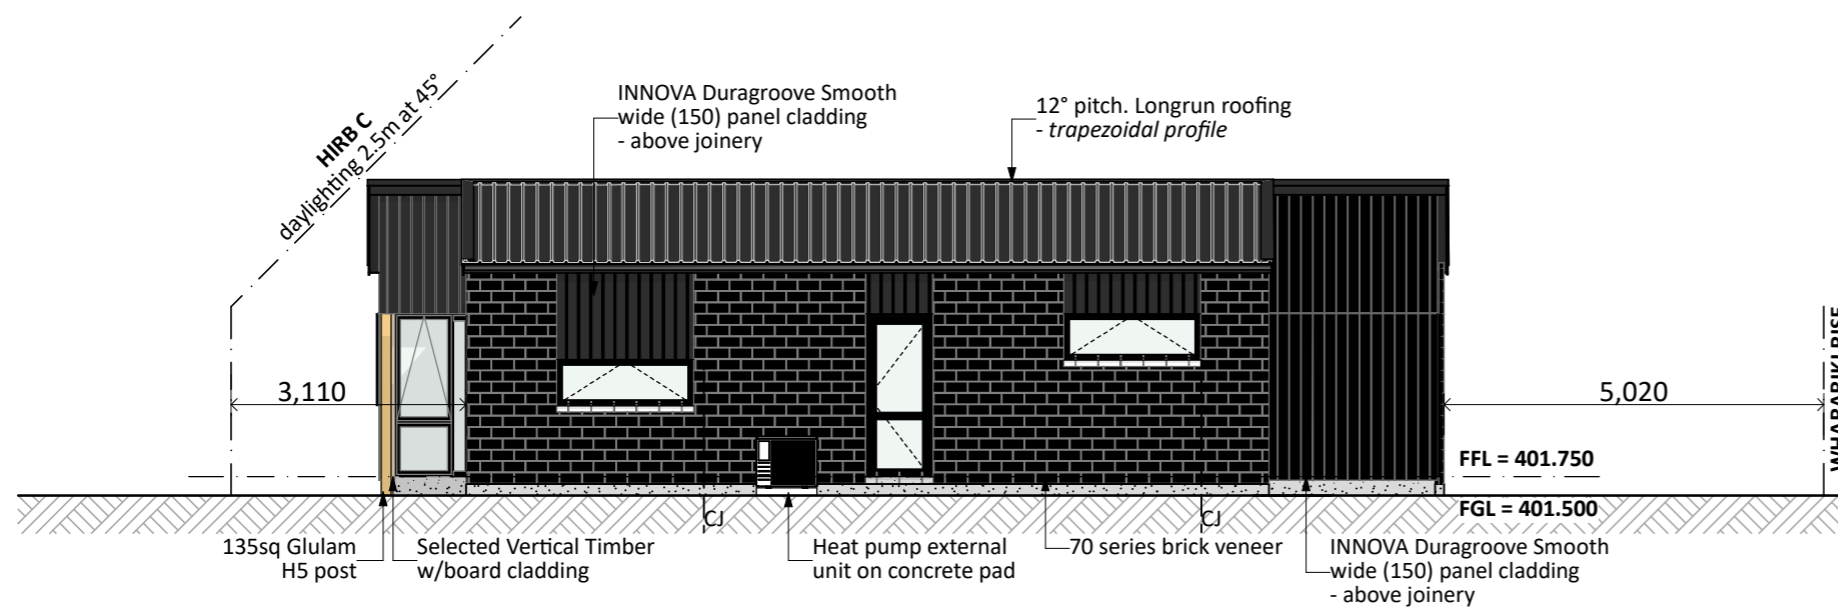 HIRB C
daylighting 2.5m at 45°
INNOVA Duragroove Smooth
wide (150) panel cladding
- above joinery
12° pitch. Longrun roofing
- trapezoidal profile
3,110
5,020
WHARARIKI RISE
FFL = 401.750
FGL = 401.500
CJ
CJ
135sq Glulam
H5 post
Selected Vertical Timber
w/board cladding
Heat pump external
unit on concrete pad
70 series brick veneer
INNOVA Duragroove Smooth
wide (150) panel cladding
- above joinery